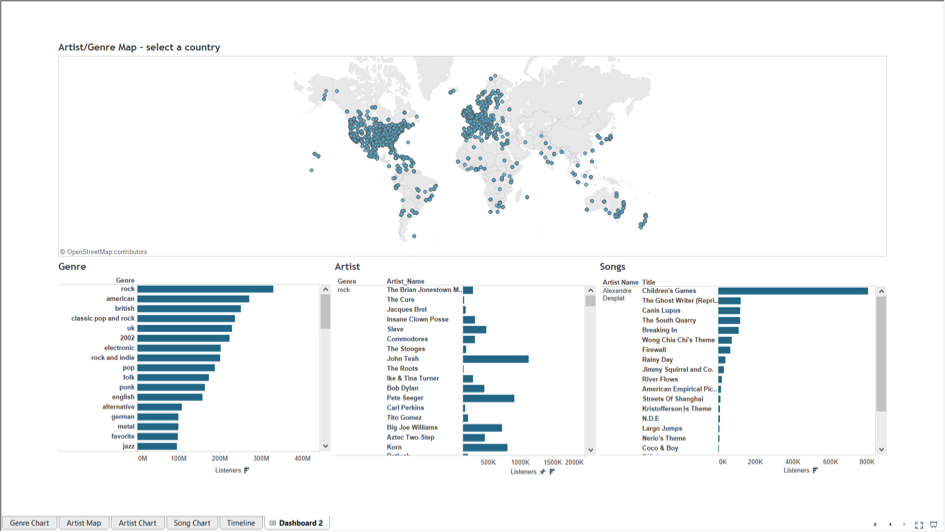 Artist/Genre Map - select a country
© OpenStreetMap contributors
Genre
Genre
rock
american
british
classic pop and rock
uk
2002
electronic
rock and indie
pop
folk
punk
english
alternative
german
metal
favorite
jazz
0M 100M 200M 300M 400M
Listeners
Artist
Genre Artist_Name
rock The Brian Jonestown M..
The Cure
Jacques Brel
Insane Clown Posse
Slave
Commodores
The Stooges
John Tesh
The Roots
Ike & Tina Turner
Bob Dylan
Pete Seeger
Carl Perkins
Tito Gomez
Big Joe Williams
Aztec Two-Step
Korn
500K 1000K 1500K 2000K
Listeners
Songs
Artist Name Title
Alexandre Desplat
Children's Games
The Ghost Writer (Repri..
Canis Lupus
The South Quarry
Breaking In
Wong Chia Chi's Theme
Firewall
Rainy Day
Jimmy Squirrel and Co.
River Flows
American Empirical Pic..
Streets Of Shanghai
Kristofferson|s Theme
N.D.E
Largo Jumps
Nerio's Theme
Coco & Boy
0K 200K 400K 600K 800K
Listeners
Genre Chart Artist Map Artist Chart Song Chart Timeline Dashboard 2